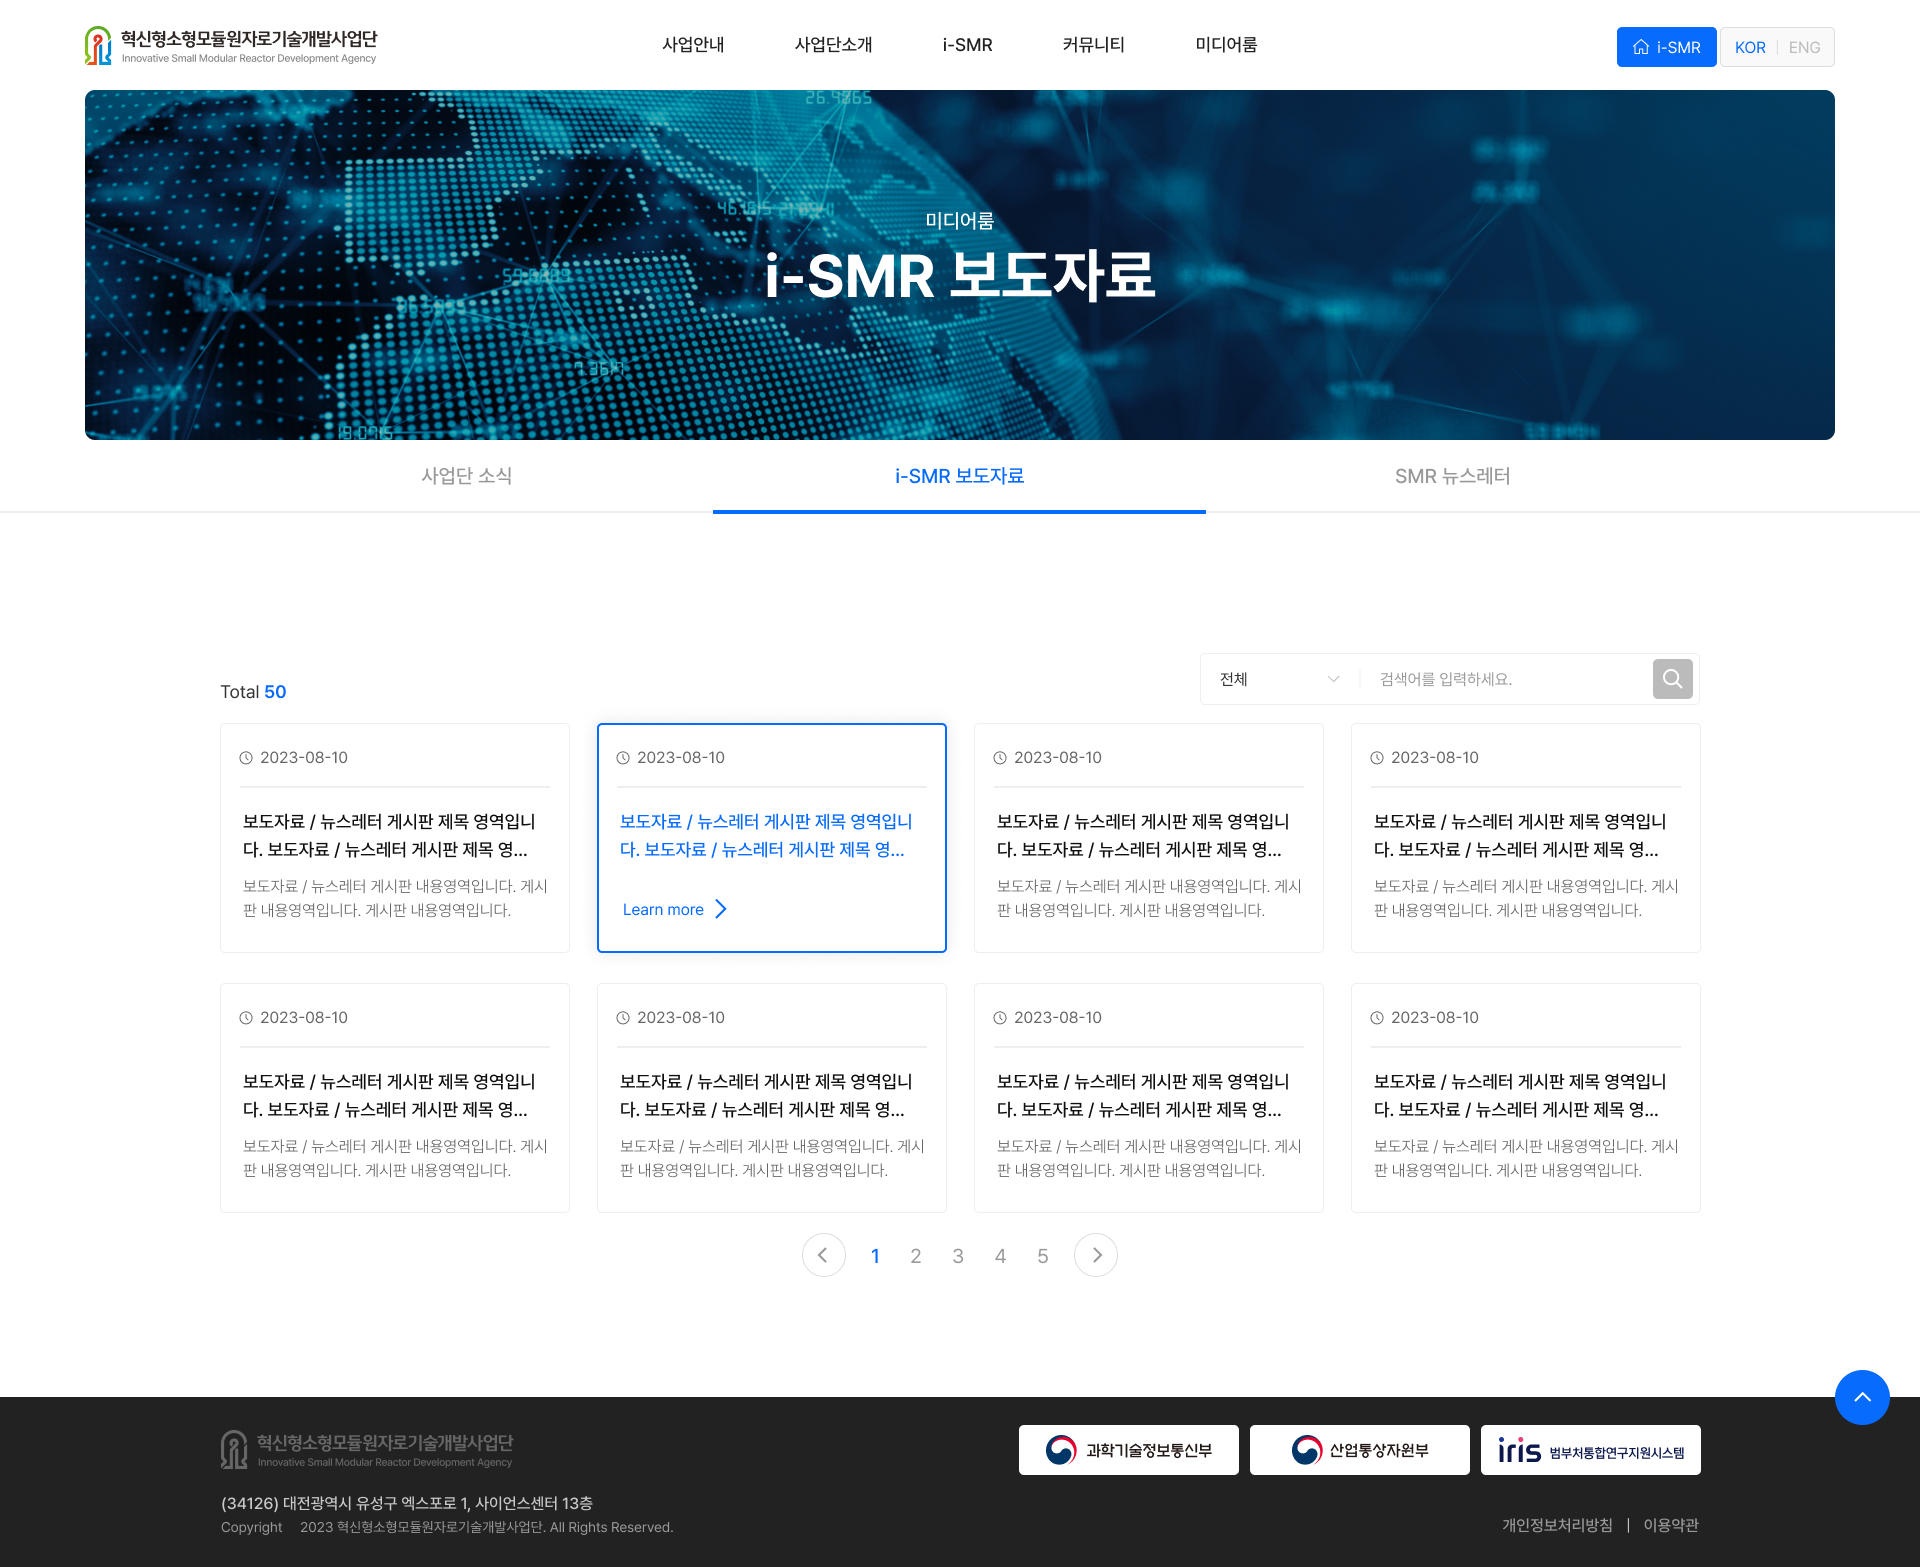 혁신형소형모듈원자로기술개발사업단
Innovative Small Modular Reactor Development Agency
사업안내
사업단소개
i-SMR
커뮤니티
미디어룸
i-SMR
KOR
ENG
미디어룸
i-SMR 보도자료
사업단 소식
i-SMR 보도자료
SMR 뉴스레터
Total 50
전체
검색어를 입력하세요.
2023-08-10
보도자료 / 뉴스레터 게시판 제목 영역입니
다. 보도자료 / 뉴스레터 게시판 제목 영...
보도자료 / 뉴스레터 게시판 내용영역입니다. 게시
판 내용영역입니다. 게시판 내용영역입니다.
2023-08-10
보도자료 / 뉴스레터 게시판 제목 영역입니
다. 보도자료 / 뉴스레터 게시판 제목 영...
Learn more
2023-08-10
보도자료 / 뉴스레터 게시판 제목 영역입니
다. 보도자료 / 뉴스레터 게시판 제목 영...
보도자료 / 뉴스레터 게시판 내용영역입니다. 게시
판 내용영역입니다. 게시판 내용영역입니다.
2023-08-10
보도자료 / 뉴스레터 게시판 제목 영역입니
다. 보도자료 / 뉴스레터 게시판 제목 영...
보도자료 / 뉴스레터 게시판 내용영역입니다. 게시
판 내용영역입니다. 게시판 내용영역입니다.
2023-08-10
보도자료 / 뉴스레터 게시판 제목 영역입니
다. 보도자료 / 뉴스레터 게시판 제목 영...
보도자료 / 뉴스레터 게시판 내용영역입니다. 게시
판 내용영역입니다. 게시판 내용영역입니다.
2023-08-10
보도자료 / 뉴스레터 게시판 제목 영역입니
다. 보도자료 / 뉴스레터 게시판 제목 영...
보도자료 / 뉴스레터 게시판 내용영역입니다. 게시
판 내용영역입니다. 게시판 내용영역입니다.
2023-08-10
보도자료 / 뉴스레터 게시판 제목 영역입니
다. 보도자료 / 뉴스레터 게시판 제목 영...
보도자료 / 뉴스레터 게시판 내용영역입니다. 게시
판 내용영역입니다. 게시판 내용영역입니다.
2023-08-10
보도자료 / 뉴스레터 게시판 제목 영역입니
다. 보도자료 / 뉴스레터 게시판 제목 영...
보도자료 / 뉴스레터 게시판 내용영역입니다. 게시
판 내용영역입니다. 게시판 내용영역입니다.
1 2 3 4 5
혁신형소형모듈원자로기술개발사업단
Innovative Small Modular Reactor Development Agency
과학기술정보통신부
산업통상자원부
iris 범부처통합연구지원시스템
(34126) 대전광역시 유성구 엑스포로 1, 사이언스센터 13층
Copyright 2023 혁신형소형모듈원자로기술개발사업단. All Rights Reserved.
개인정보처리방침 | 이용약관